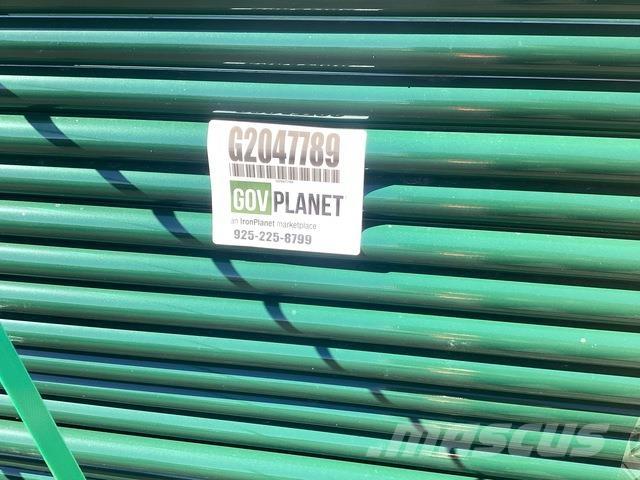 G2047789
GOV PLANET
an IronPlanet marketplace
925-225-8799
MASCUS